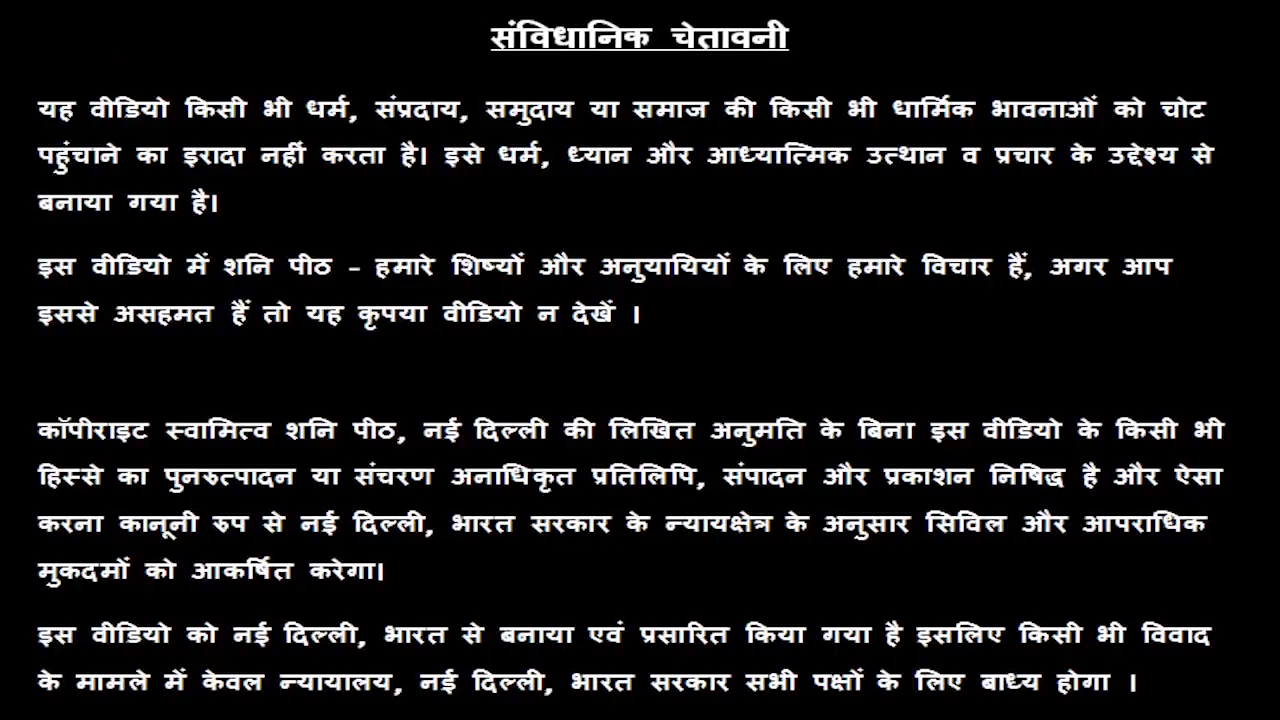 संविधानिक चेतावनी
यह वीडियो किसी भी धर्म, संप्रदाय, समुदाय या समाज की किसी भी धार्मिक भावनाओं को चोट
पहुंचाने का इरादा नहीं करता है। इसे धर्म, ध्यान और आध्यात्मिक उत्थान व प्रचार के उद्देश्य से
बनाया गया है।
इस वीडियो में शनि पीठ – हमारे शिष्यों और अनुयायियों के लिए हमारे विचार हैं, अगर आप
इससे असहमत हैं तो यह कृपया वीडियो न देखें ।
कॉपीराइट स्वामित्व शनि पीठ, नई दिल्ली की लिखित अनुमति के बिना इस वीडियो के किसी भी
हिस्से का पुनरुत्पादन या संचरण अनाधिकृत प्रतिलिपि, संपादन और प्रकाशन निषिद्ध है और ऐसा
करना कानूनी रुप से नई दिल्ली, भारत सरकार के न्यायक्षेत्र के अनुसार सिविल और आपराधिक
मुकदमों को आकर्षित करेगा।
इस वीडियो को नई दिल्ली, भारत से बनाया एवं प्रसारित किया गया है इसलिए किसी भी विवाद
के मामले में केवल न्यायालय, नई दिल्ली, भारत सरकार सभी पक्षों के लिए बाध्य होगा ।